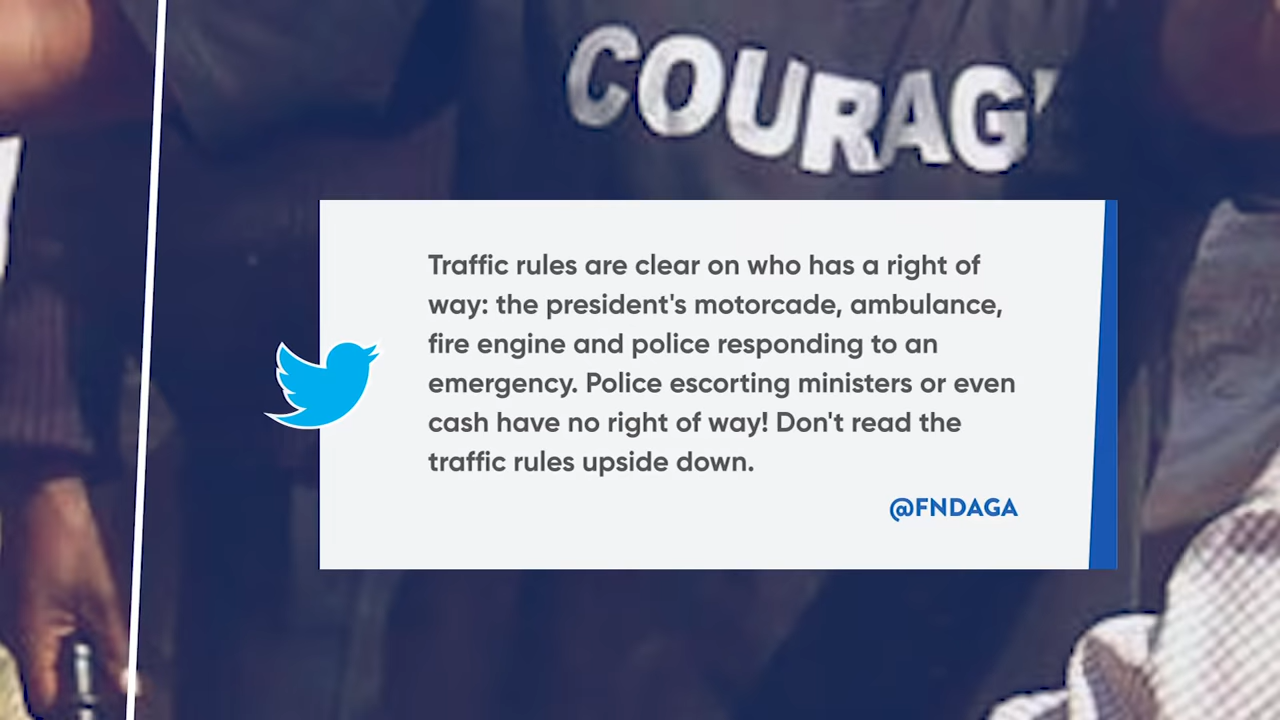 COURAG
Traffic rules are clear on who has a right of
way: the president's motorcade, ambulance,
fire engine and police responding to an
emergency. Police escorting ministers or even
cash have no right of way! Don't read the
traffic rules upside down.
@FNDAGA